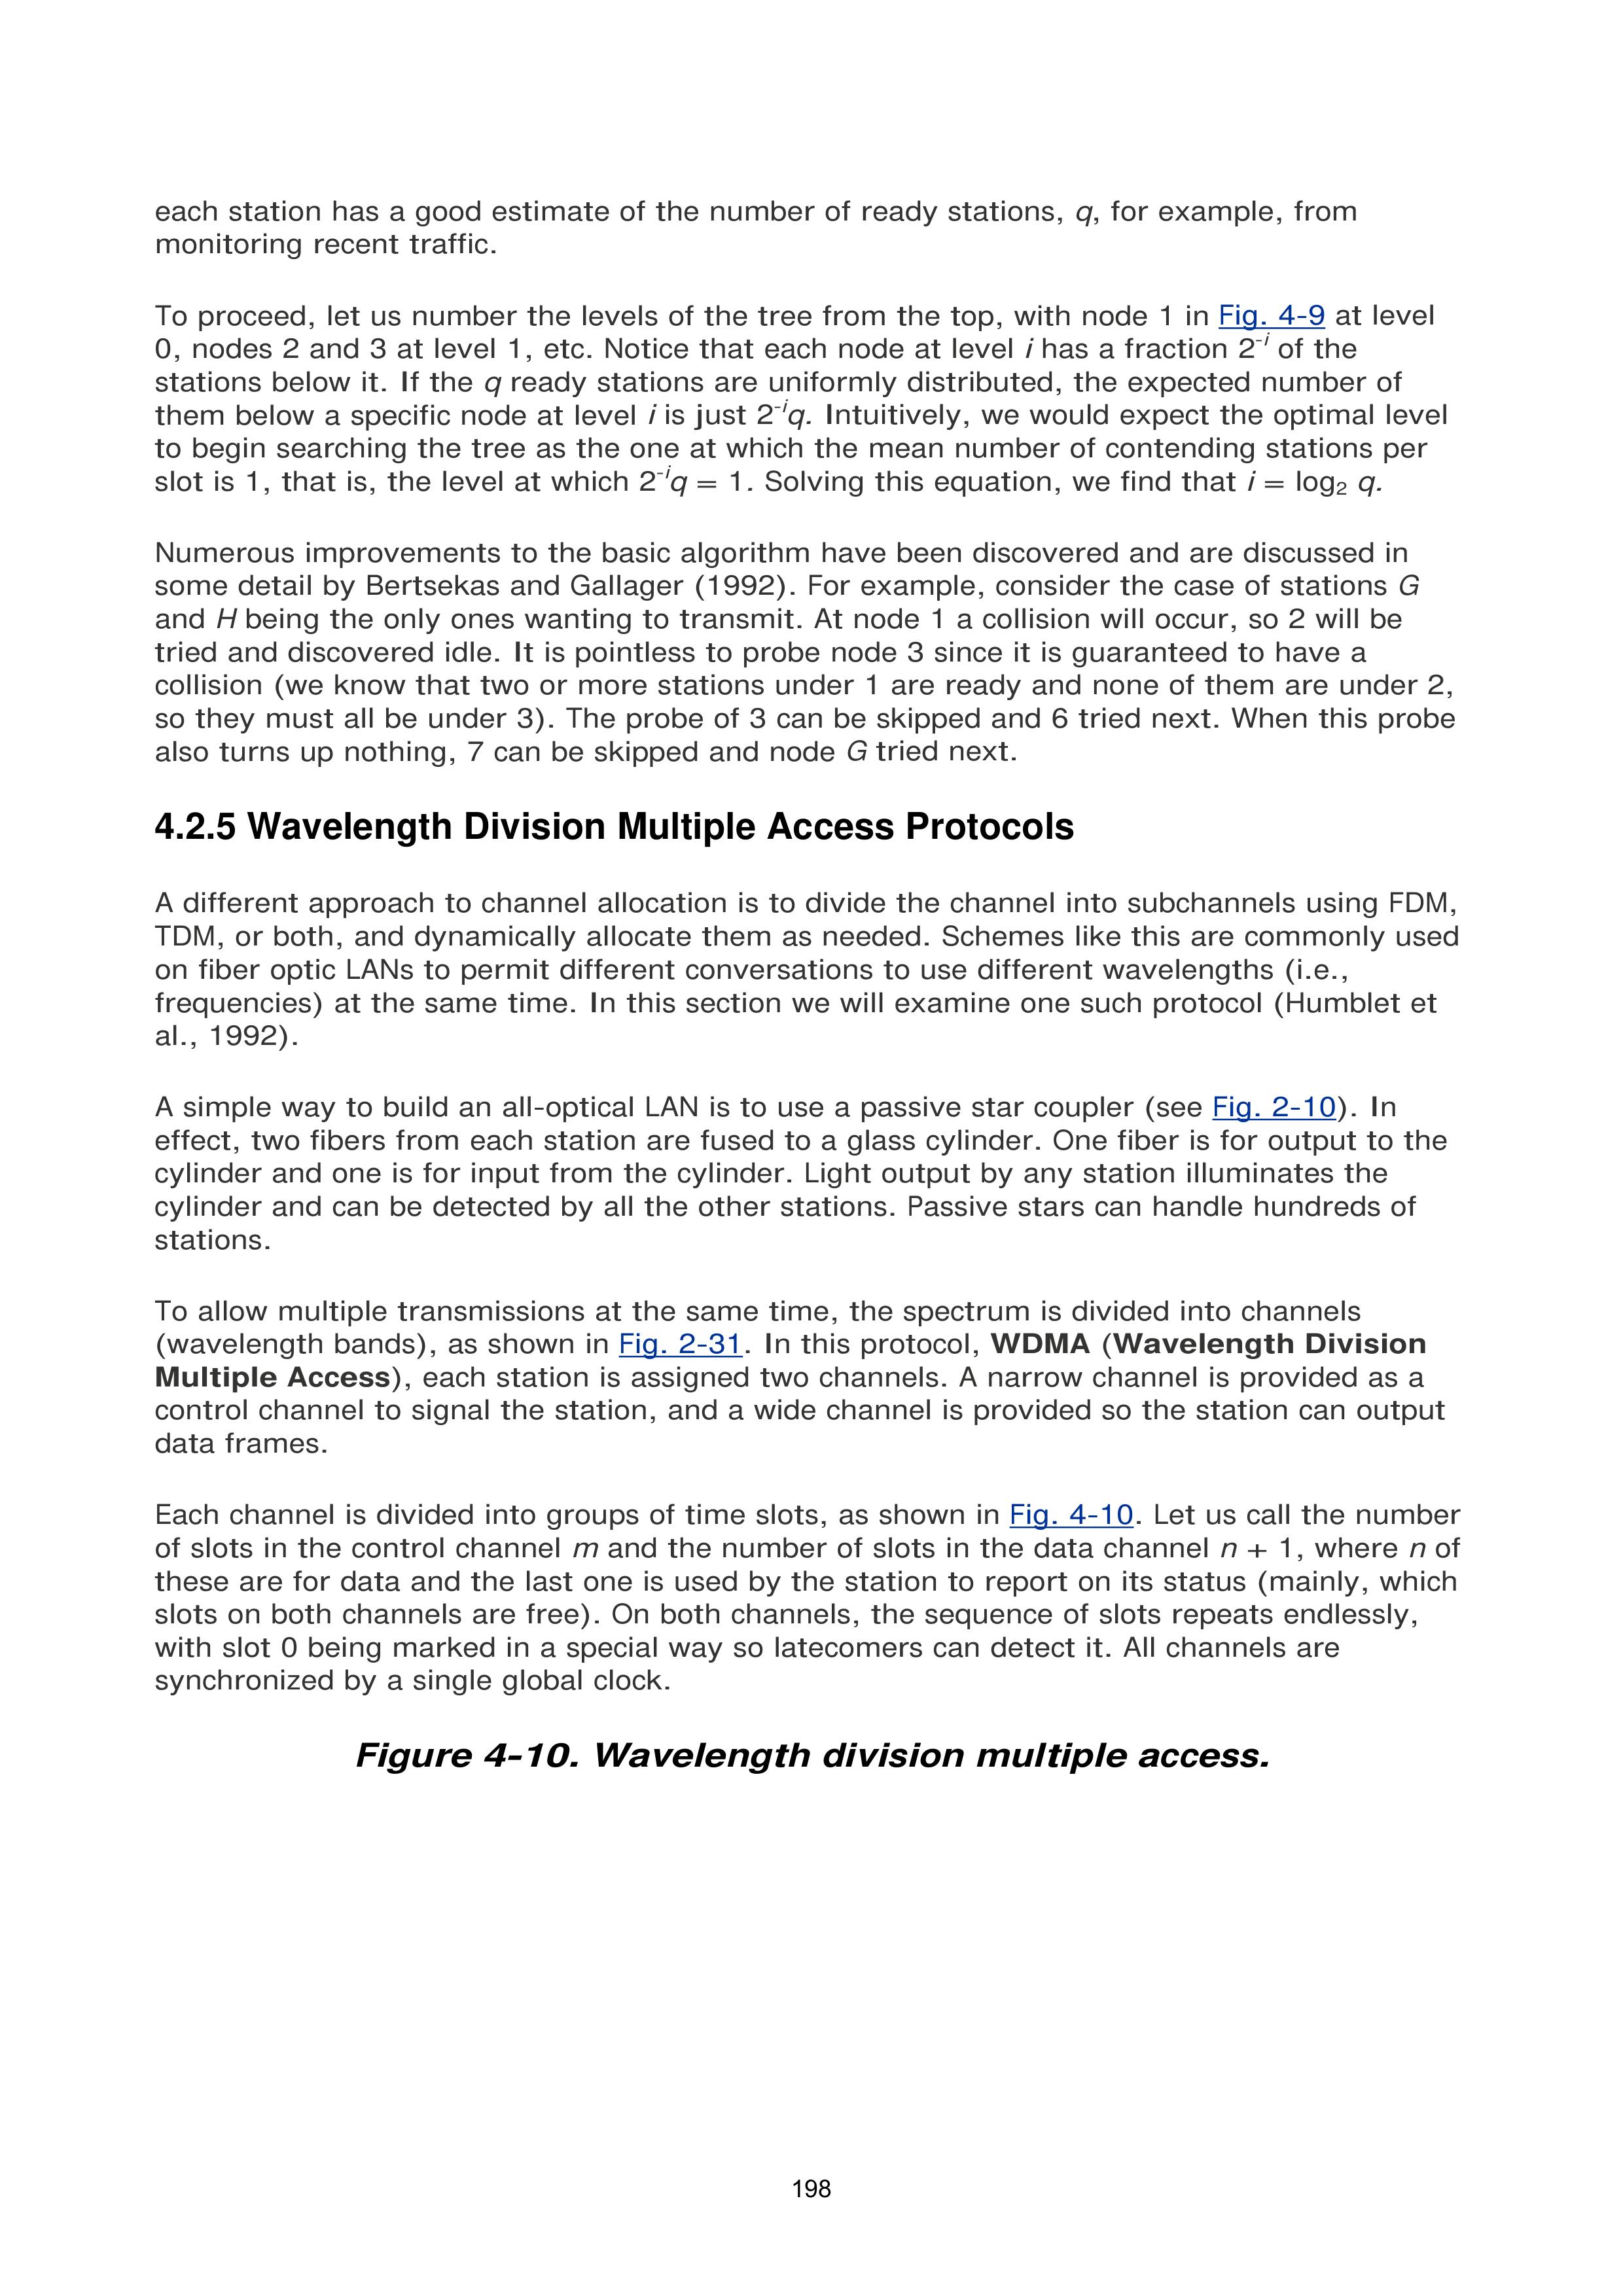 each station has a good estimate of the number of ready stations, q, for example, from
monitoring recent traffic.
To proceed, let us number the levels of the tree from the top, with node 1 in Fig. 4-9 at level
0, nodes 2 and 3 at level 1, etc. Notice that each node at level i has a fraction 2⁻ⁱ of the
stations below it. If the q ready stations are uniformly distributed, the expected number of
them below a specific node at level i is just 2⁻ⁱq. Intuitively, we would expect the optimal level
to begin searching the tree as the one at which the mean number of contending stations per
slot is 1, that is, the level at which 2⁻ⁱq = 1. Solving this equation, we find that i = log₂ q.
Numerous improvements to the basic algorithm have been discovered and are discussed in
some detail by Bertsekas and Gallager (1992). For example, consider the case of stations G
and H being the only ones wanting to transmit. At node 1 a collision will occur, so 2 will be
tried and discovered idle. It is pointless to probe node 3 since it is guaranteed to have a
collision (we know that two or more stations under 1 are ready and none of them are under 2,
so they must all be under 3). The probe of 3 can be skipped and 6 tried next. When this probe
also turns up nothing, 7 can be skipped and node G tried next.
4.2.5 Wavelength Division Multiple Access Protocols
A different approach to channel allocation is to divide the channel into subchannels using FDM,
TDM, or both, and dynamically allocate them as needed. Schemes like this are commonly used
on fiber optic LANs to permit different conversations to use different wavelengths (i.e.,
frequencies) at the same time. In this section we will examine one such protocol (Humblet et
al., 1992).
A simple way to build an all-optical LAN is to use a passive star coupler (see Fig. 2-10). In
effect, two fibers from each station are fused to a glass cylinder. One fiber is for output to the
cylinder and one is for input from the cylinder. Light output by any station illuminates the
cylinder and can be detected by all the other stations. Passive stars can handle hundreds of
stations.
To allow multiple transmissions at the same time, the spectrum is divided into channels
(wavelength bands), as shown in Fig. 2-31. In this protocol, WDMA (Wavelength Division
Multiple Access), each station is assigned two channels. A narrow channel is provided as a
control channel to signal the station, and a wide channel is provided so the station can output
data frames.
Each channel is divided into groups of time slots, as shown in Fig. 4-10. Let us call the number
of slots in the control channel m and the number of slots in the data channel n + 1, where n of
these are for data and the last one is used by the station to report on its status (mainly, which
slots on both channels are free). On both channels, the sequence of slots repeats endlessly,
with slot 0 being marked in a special way so latecomers can detect it. All channels are
synchronized by a single global clock.
Figure 4-10. Wavelength division multiple access.
198